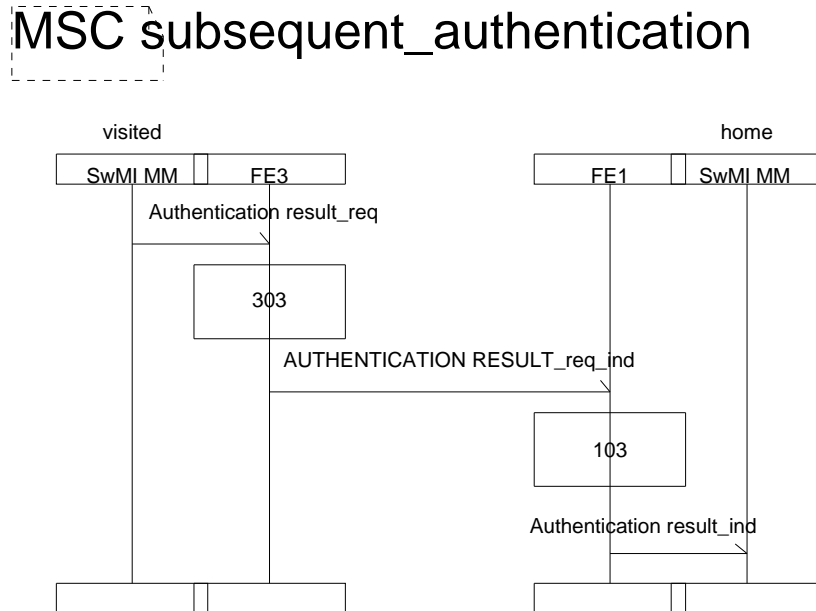 MSC subsequent_authentication
visited home
SwMI MM FE3 FE1 SwMI MM
Authentication result_req
303
AUTHENTICATION RESULT_req_ind
103
Authentication result_ind